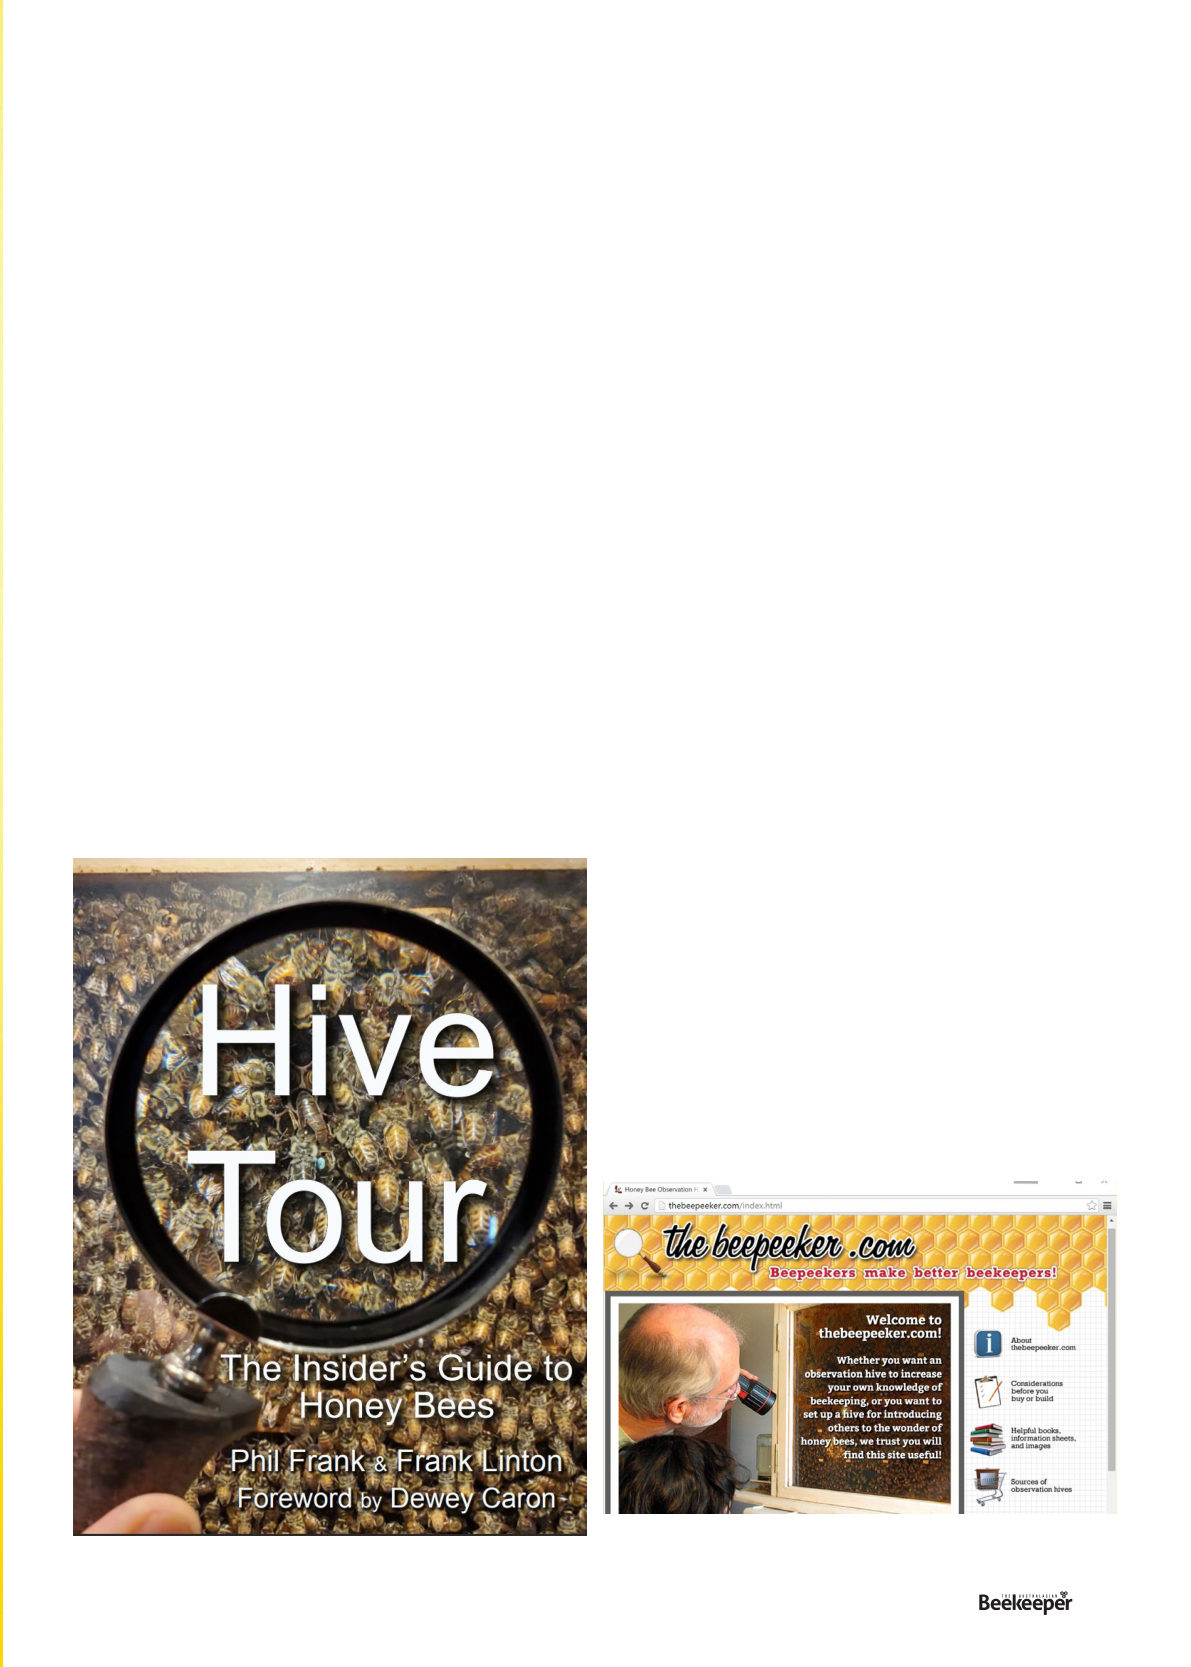 Hive
Tour
The Insider's Guide to
Honey Bees
Phil Frank & Frank Linton
Foreword by Dewey Caron
Honey Bee Observation H
thebeepeeker.com/index.html
the beepeeker .com
Beepeekers make better beekeepers!
Welcome to
thebeepeeker.com!
Whether you want an
observation hive to increase
your own knowledge of
beekeeping, or you want to
set up a hive for introducing
others to the wonder of
honey bees, we trust you will
find this site useful!
About
thebeepeeker.com
Considerations
before you
buy or build
Helpful books,
information sheets,
and images
Sources of
observation hives
THE AUSTRALASIAN
Beekeeper